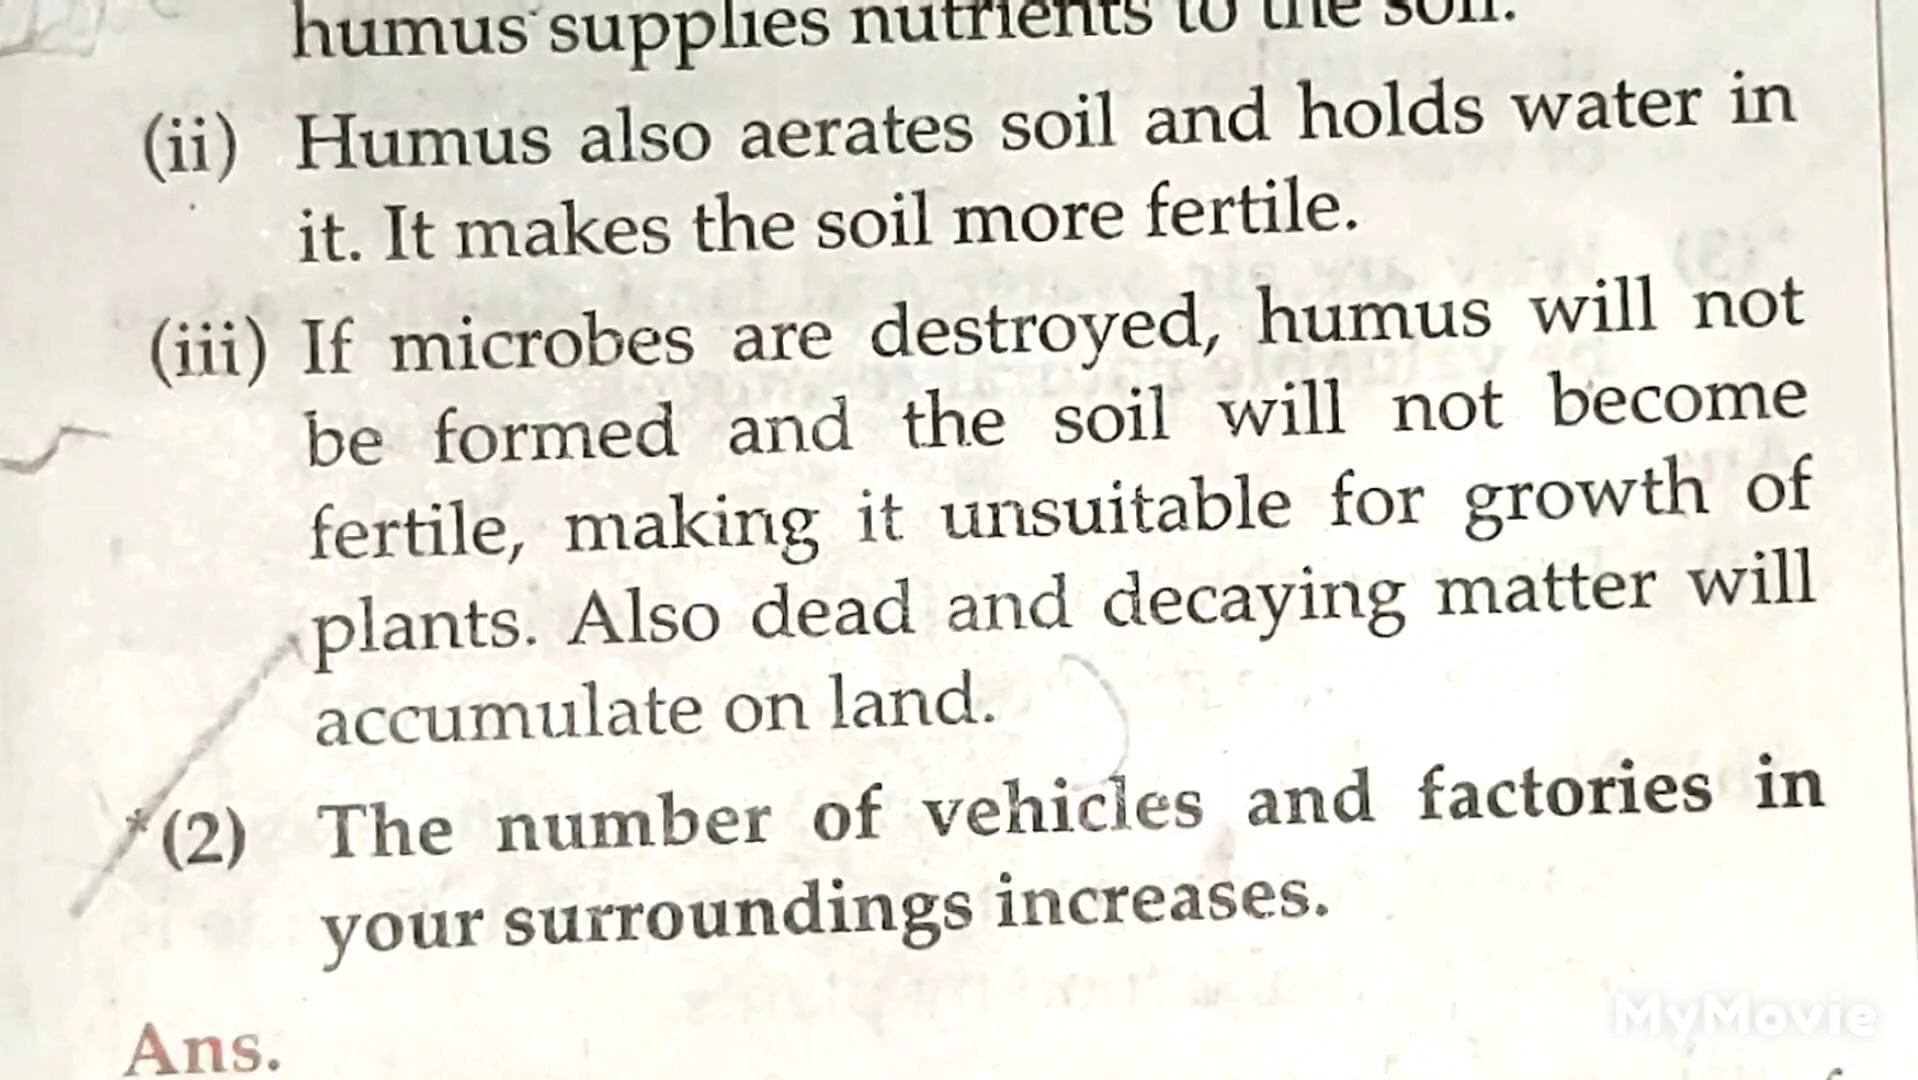 humus supplies nutrients to the soil.
(ii) Humus also aerates soil and holds water in
it. It makes the soil more fertile.
(iii) If microbes are destroyed, humus will not
be formed and the soil will not become
fertile, making it unsuitable for growth of
plants. Also dead and decaying matter will
accumulate on land.
*(2) The number of vehicles and factories in
your surroundings increases.
Ans.
MyMovie